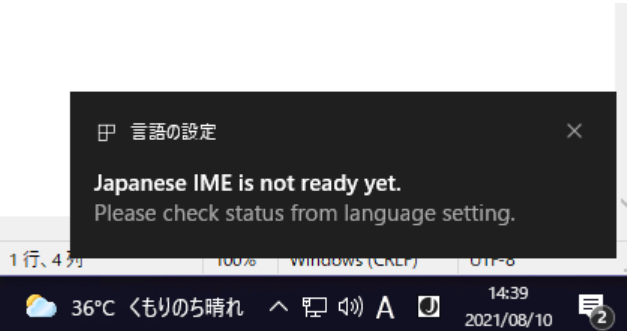 言語の設定
Japanese IME is not ready yet.
Please check status from language setting.
1 行、4 列
100%
Windows (CRLF)
UTF-8
36°C くもりのち晴れ
A
J
14:39
2021/08/10
2